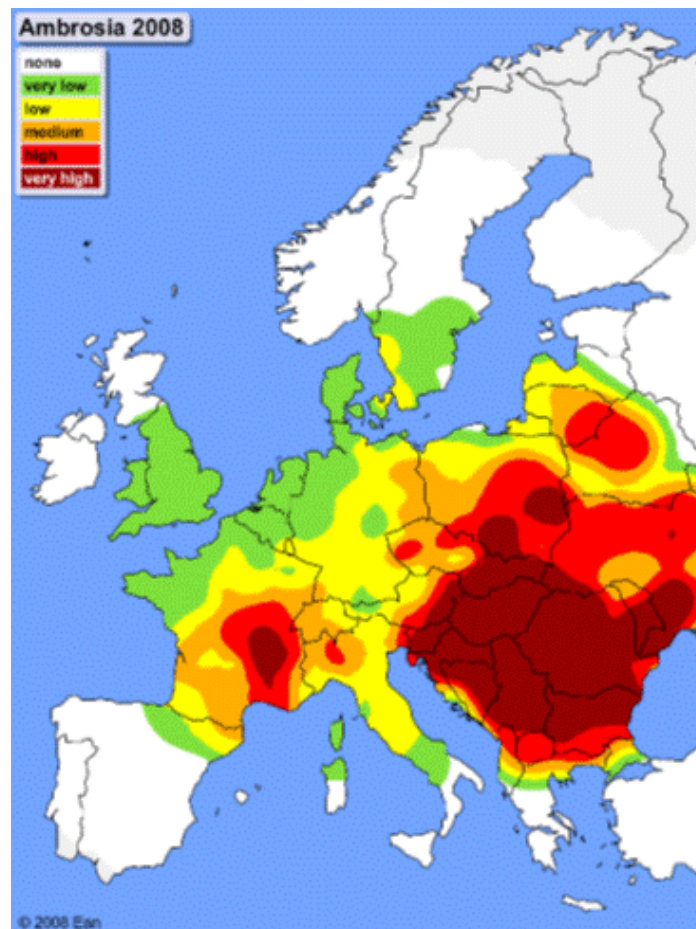 Ambrosia 2008
none
very low
low
medium
high
very high
© 2008 Ean